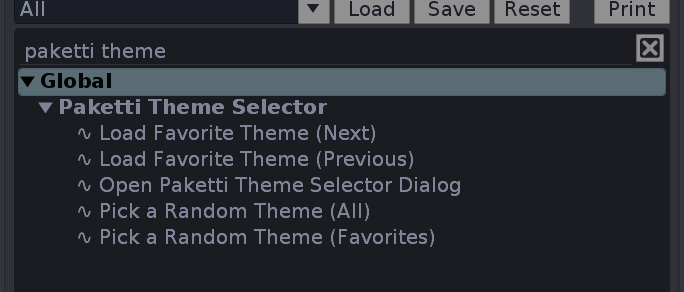 All Load Save Reset Print
paketti theme
Global
Paketti Theme Selector
Load Favorite Theme (Next)
Load Favorite Theme (Previous)
Open Paketti Theme Selector Dialog
Pick a Random Theme (All)
Pick a Random Theme (Favorites)